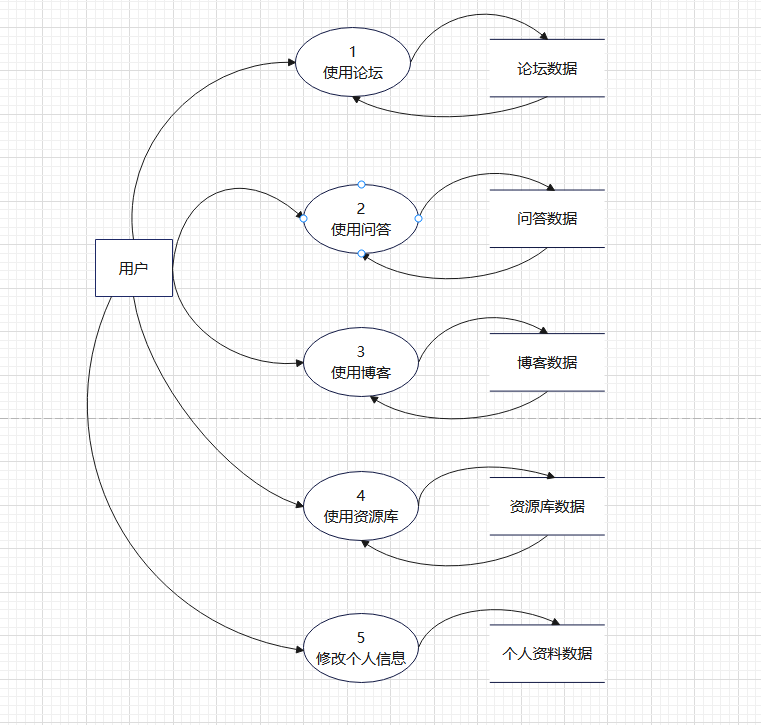 1
使用论坛
论坛数据
2
使用问答
问答数据
用户
3
使用博客
博客数据
4
使用资源库
资源库数据
5
修改个人信息
个人资料数据